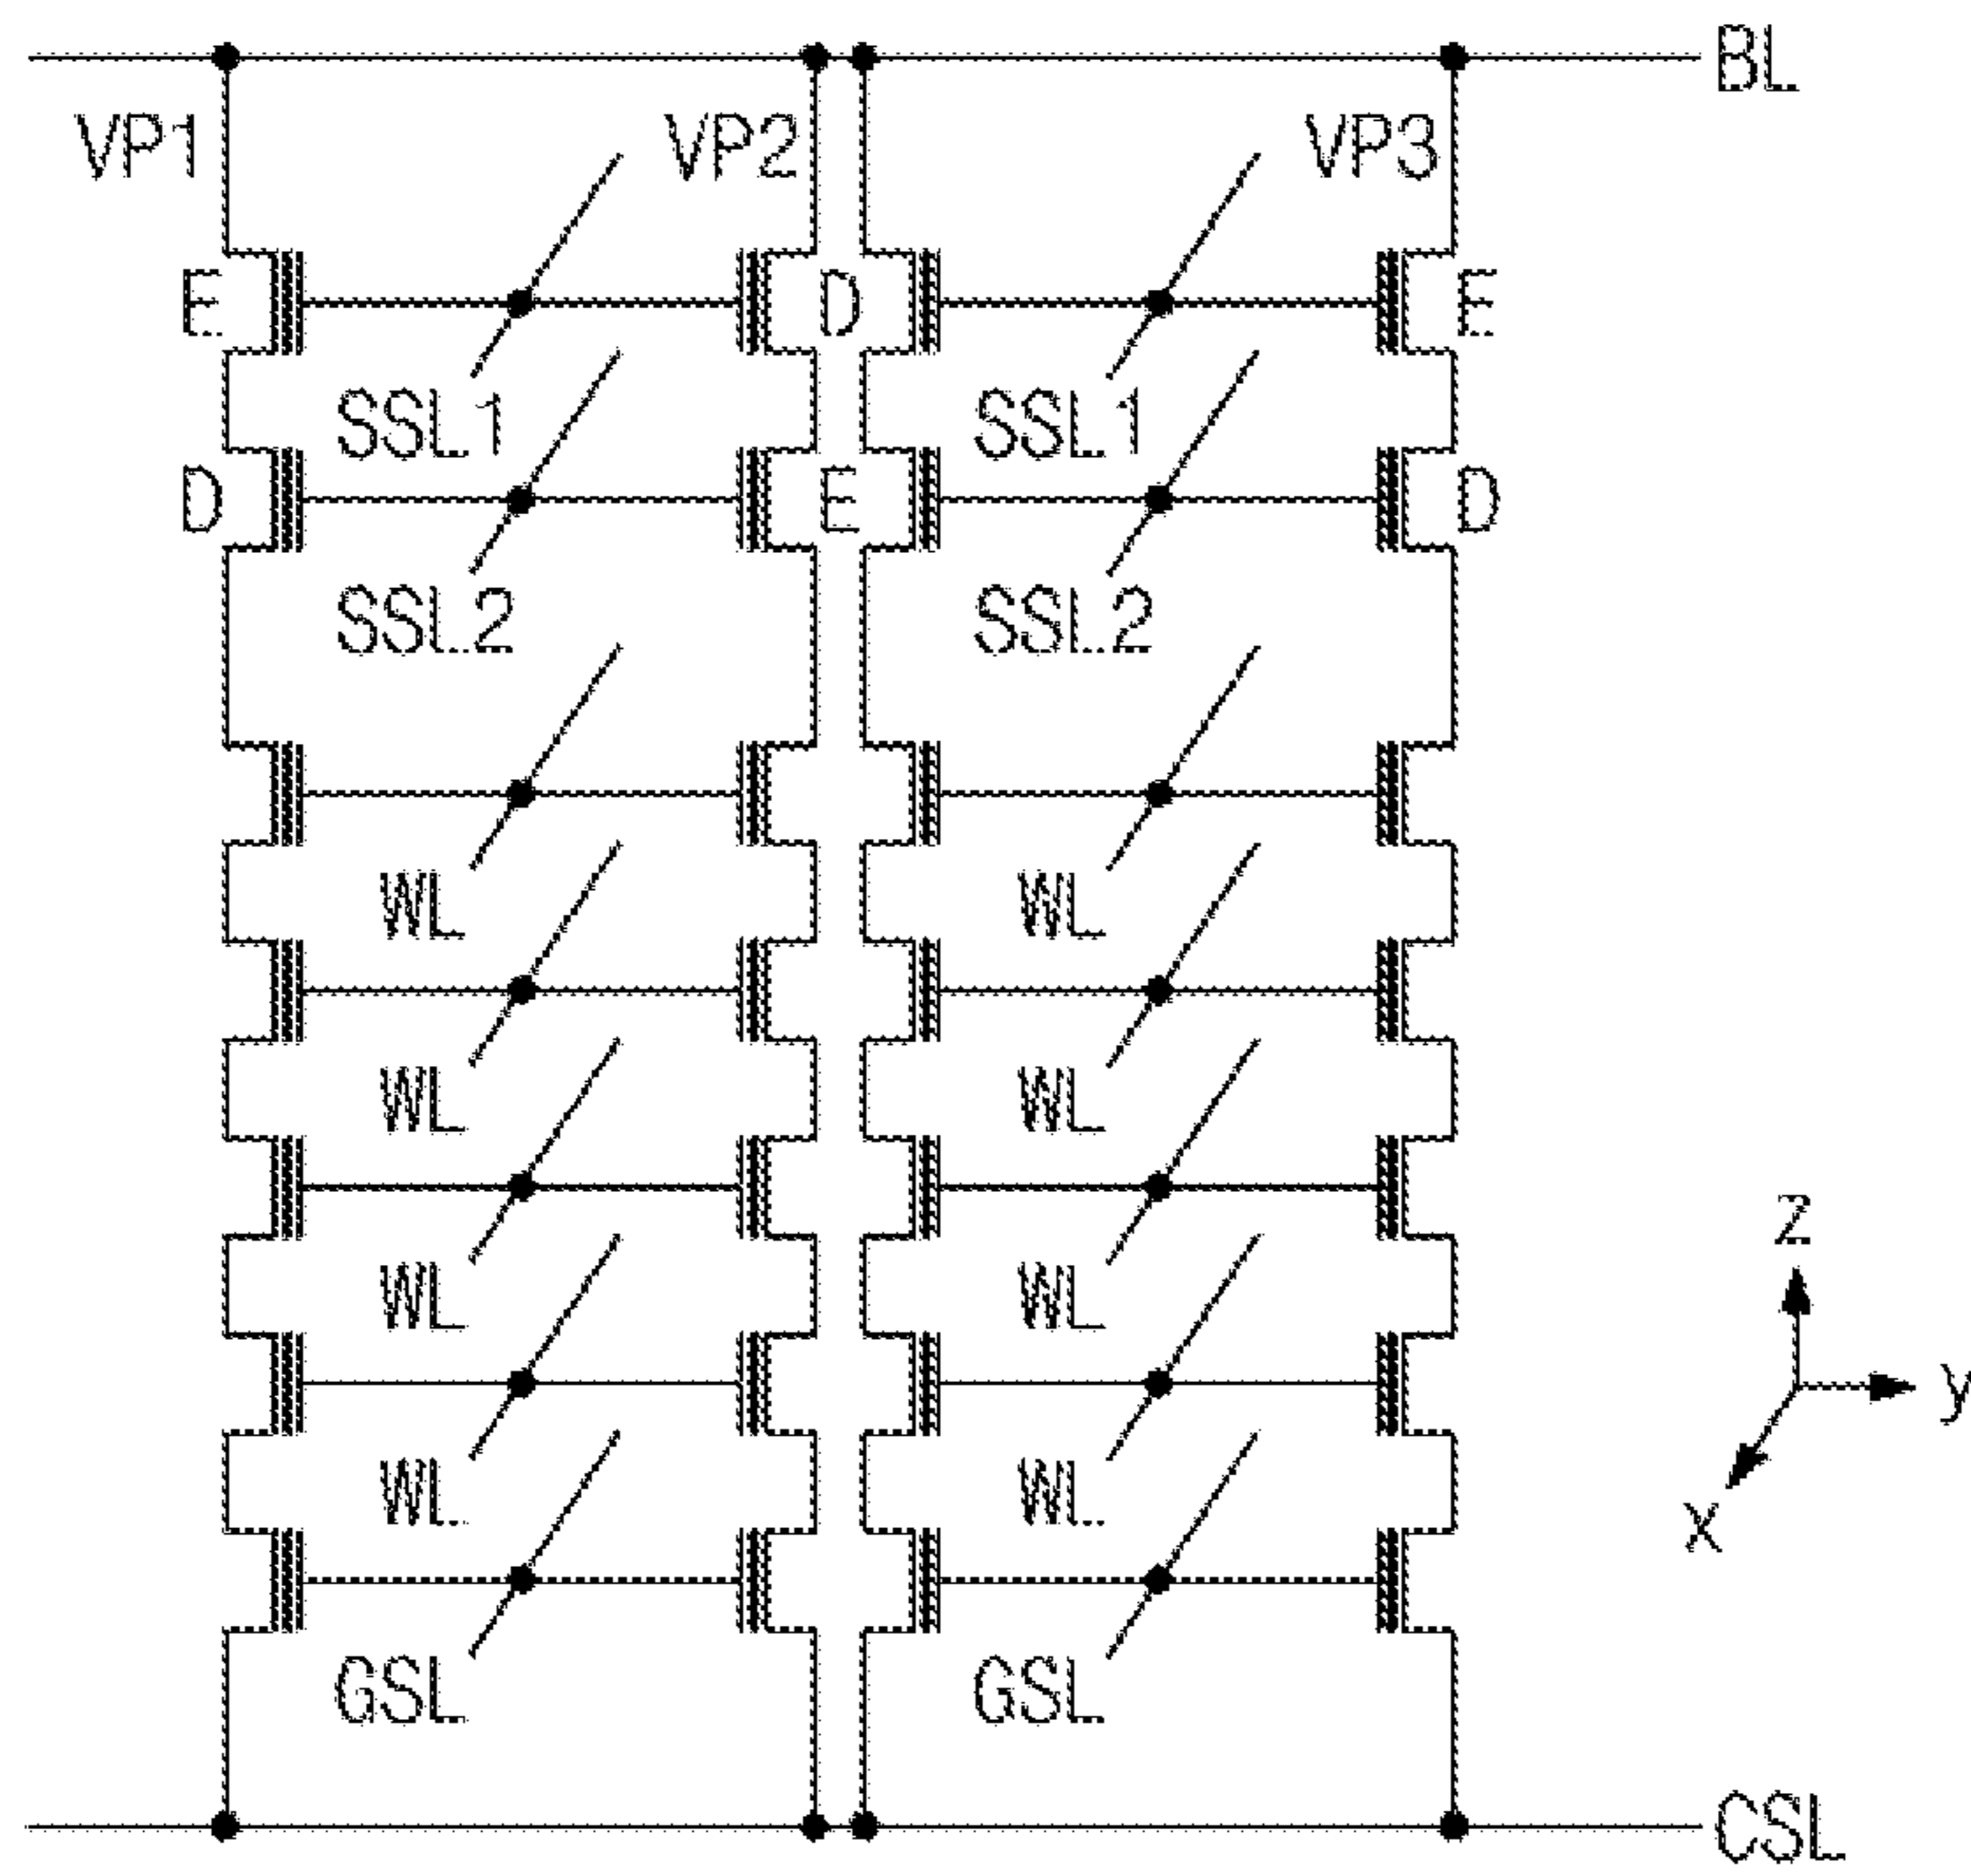 BL
VP1 VP2 VP3
E D E
SSL1 SSL1
D E D
SSL2 SSL2
WL WL
WL WL
z
WL WL
y
WL WL
x
GSL GSL
CSL